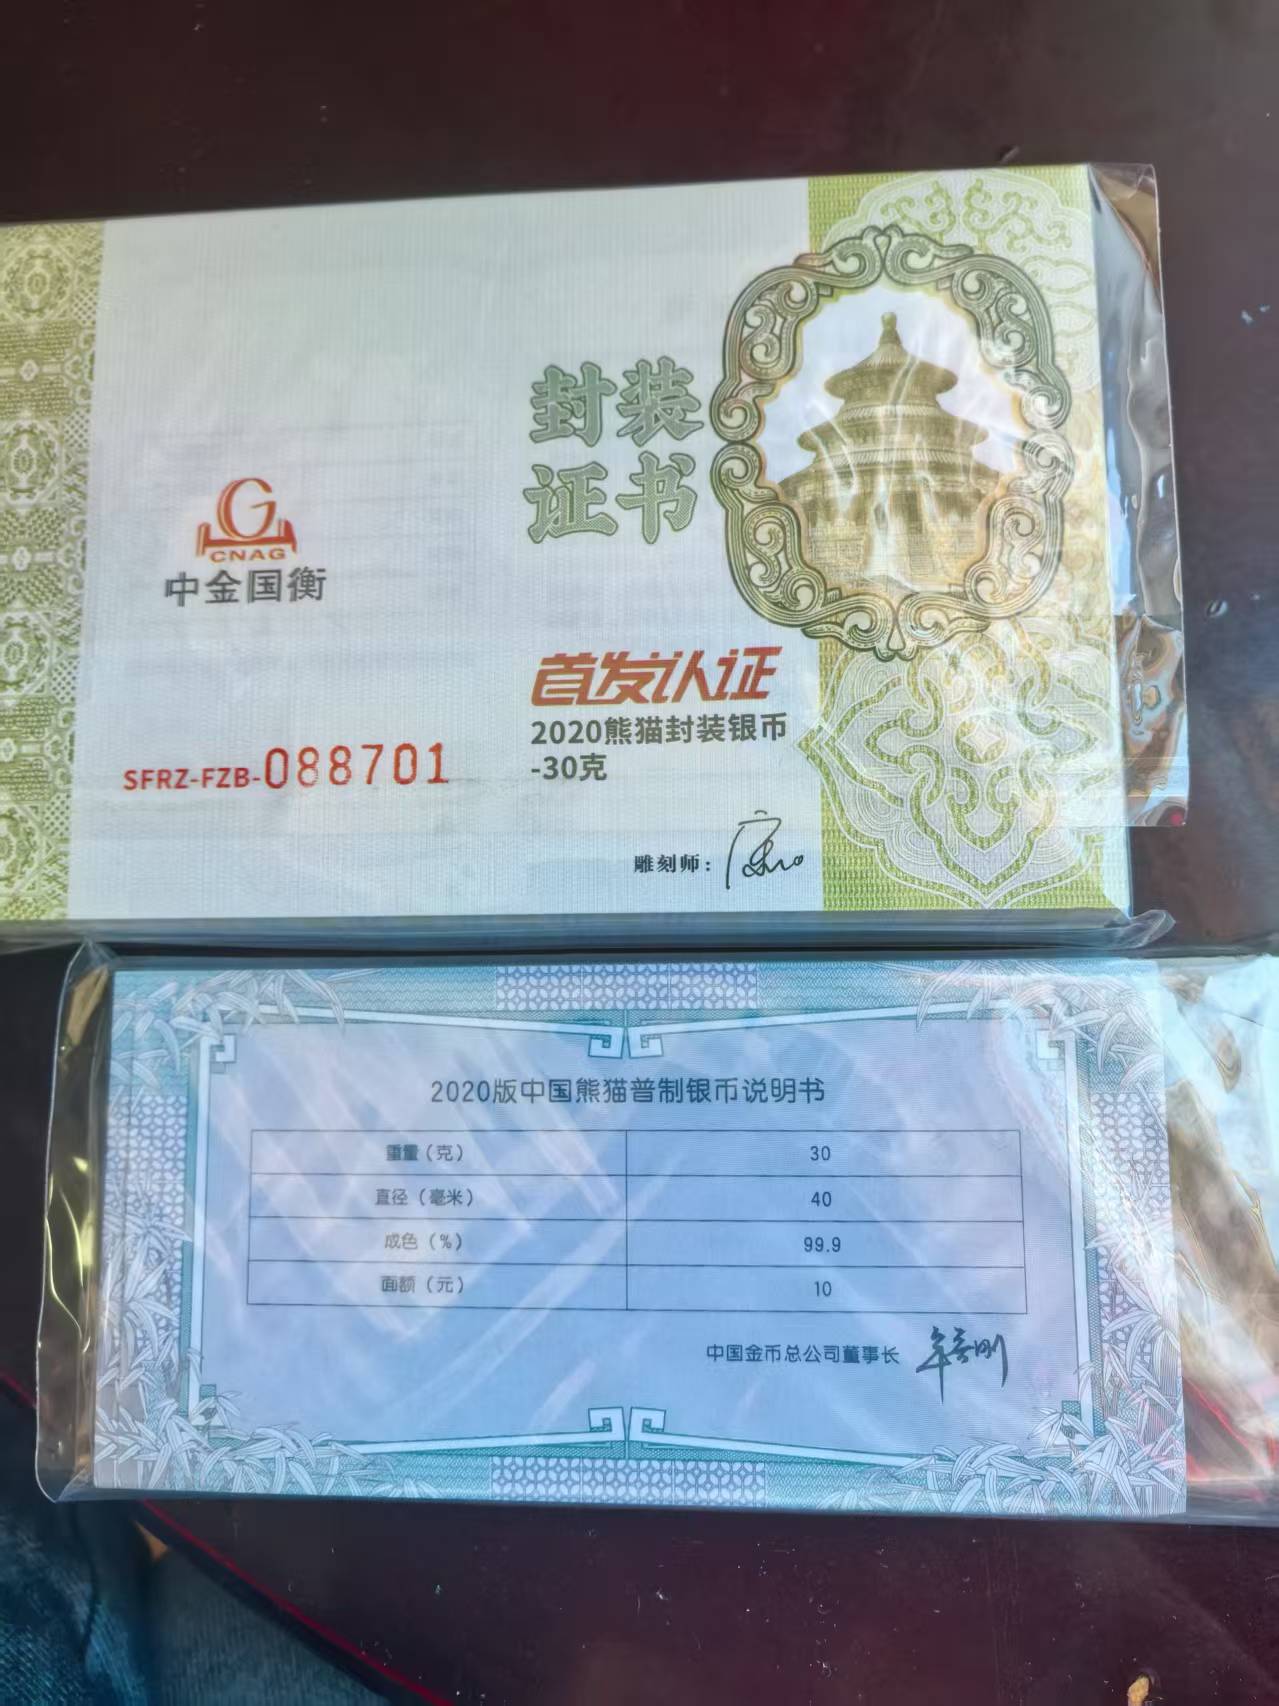 封装
证书
CNAG
中金国衡
首发认证
2020熊猫封装银币
-30克
SFRZ-FZB-088701
雕刻师：
2020版中国熊猫普制银币说明书
重量（克） 30
直径（毫米） 40
成色（%） 99.9
面额（元） 10
中国金币总公司董事长